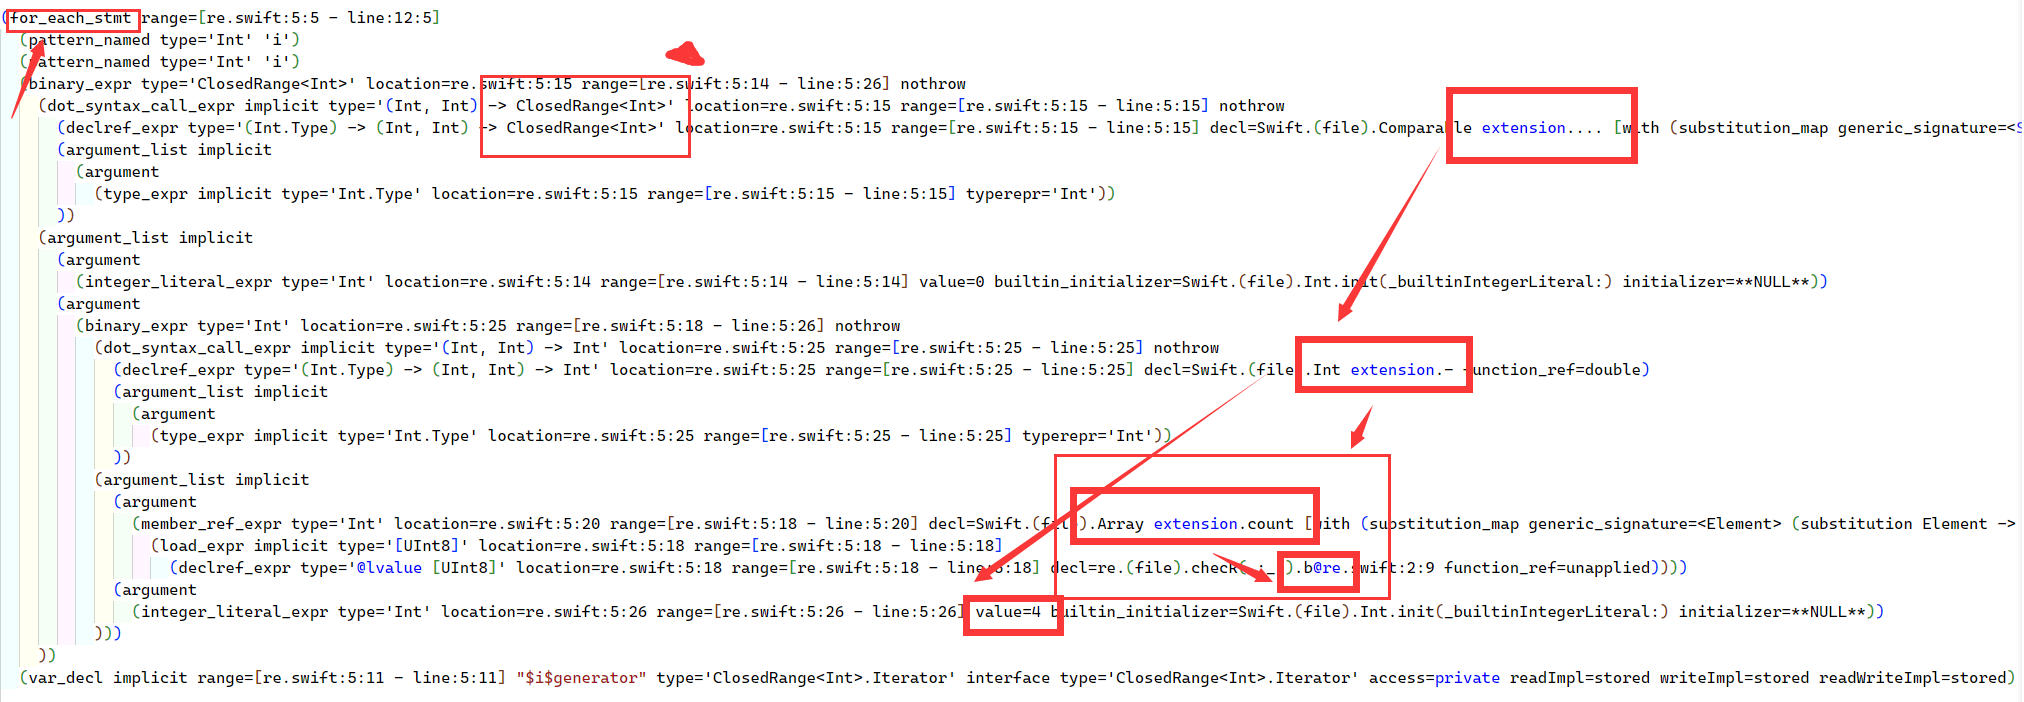 (for_each_stmt range=[re.swift:5:5 - line:12:5]
(pattern_named type='Int' 'i')
(pattern_named type='Int' 'i')
(binary_expr type='ClosedRange<Int>' location=re.swift:5:15 range=[re.swift:5:14 - line:5:26] nothrow
(dot_syntax_call_expr implicit type='(Int, Int) -> ClosedRange<Int>' location=re.swift:5:15 range=[re.swift:5:15 - line:5:15] nothrow
(declref_expr type='(Int.Type) -> (Int, Int) -> ClosedRange<Int>' location=re.swift:5:15 range=[re.swift:5:15 - line:5:15] decl=Swift.(file).Comparable extension.... [with (substitution_map generic_signature=<S
(argument_list implicit
(argument
(type_expr implicit type='Int.Type' location=re.swift:5:15 range=[re.swift:5:15 - line:5:15] typerepr='Int'))
))
(argument_list implicit
(argument
(integer_literal_expr type='Int' location=re.swift:5:14 range=[re.swift:5:14 - line:5:14] value=0 builtin_initializer=Swift.(file).Int.init(_builtinIntegerLiteral:) initializer=**NULL**))
(argument
(binary_expr type='Int' location=re.swift:5:25 range=[re.swift:5:18 - line:5:26] nothrow
(dot_syntax_call_expr implicit type='(Int, Int) -> Int' location=re.swift:5:25 range=[re.swift:5:25 - line:5:25] nothrow
(declref_expr type='(Int.Type) -> (Int, Int) -> Int' location=re.swift:5:25 range=[re.swift:5:25 - line:5:25] decl=Swift.(file).Int extension.- function_ref=double)
(argument_list implicit
(argument
(type_expr implicit type='Int.Type' location=re.swift:5:25 range=[re.swift:5:25 - line:5:25] typerepr='Int'))
))
(argument_list implicit
(argument
(member_ref_expr type='Int' location=re.swift:5:20 range=[re.swift:5:18 - line:5:20] decl=Swift.(file).Array extension.count [with (substitution_map generic_signature=<Element> (substitution Element ->
(load_expr implicit type='[UInt8]' location=re.swift:5:18 range=[re.swift:5:18 - line:5:18]
(declref_expr type='@lvalue [UInt8]' location=re.swift:5:18 range=[re.swift:5:18 - line:5:18] decl=re.(file).checR(_:_:).b@re.swift:2:9 function_ref=unapplied))))
(argument
(integer_literal_expr type='Int' location=re.swift:5:26 range=[re.swift:5:26 - line:5:26] value=4 builtin_initializer=Swift.(file).Int.init(_builtinIntegerLiteral:) initializer=**NULL**))
)))
))
(var_decl implicit range=[re.swift:5:11 - line:5:11] "$i$generator" type='ClosedRange<Int>.Iterator' interface type='ClosedRange<Int>.Iterator' access=private readImpl=stored writeImpl=stored readWriteImpl=stored)